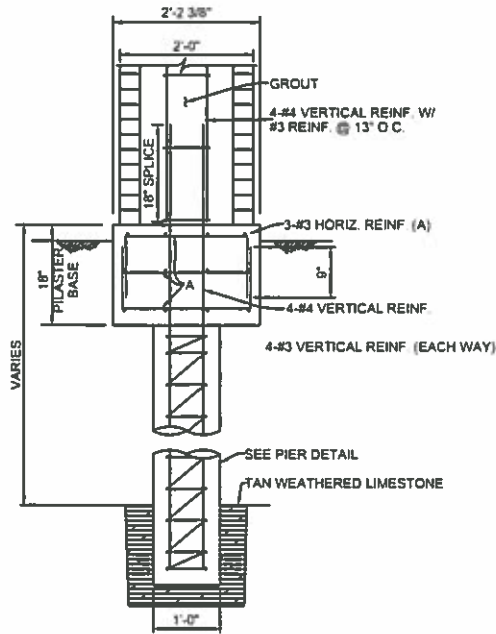 2'-2 3/8"
2'-0"
GROUT
4-#4 VERTICAL REINF. W/
#3 REINF. @ 13" O C.
18" SPLICE
3-#3 HORIZ. REINF. (A)
18"
PILASTER
BASE
A
9"
4-#4 VERTICAL REINF.
4-#3 VERTICAL REINF. (EACH WAY)
VARIES
SEE PIER DETAIL
TAN WEATHERED LIMESTONE
1'-0"